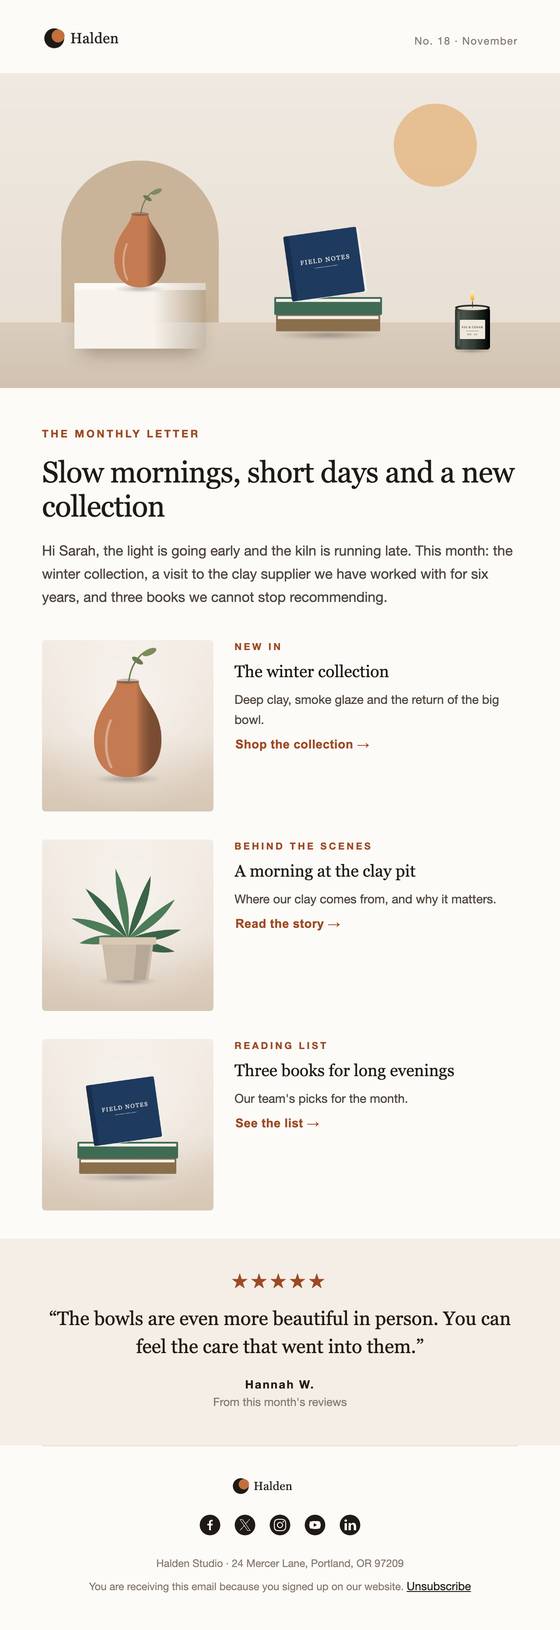 Halden
No. 18 · November
FIELD NOTES
THE MONTHLY LETTER
Slow mornings, short days and a new
collection
Hi Sarah, the light is going early and the kiln is running late. This month: the
winter collection, a visit to the clay supplier we have worked with for six
years, and three books we cannot stop recommending.
NEW IN
The winter collection
Deep clay, smoke glaze and the return of the big
bowl.
Shop the collection →
BEHIND THE SCENES
A morning at the clay pit
Where our clay comes from, and why it matters.
Read the story →
READING LIST
Three books for long evenings
Our team's picks for the month.
See the list →
FIELD NOTES
★★★★★
“The bowls are even more beautiful in person. You can
feel the care that went into them.”
Hannah W.
From this month's reviews
Halden
Halden Studio · 24 Mercer Lane, Portland, OR 97209
You are receiving this email because you signed up on our website. Unsubscribe